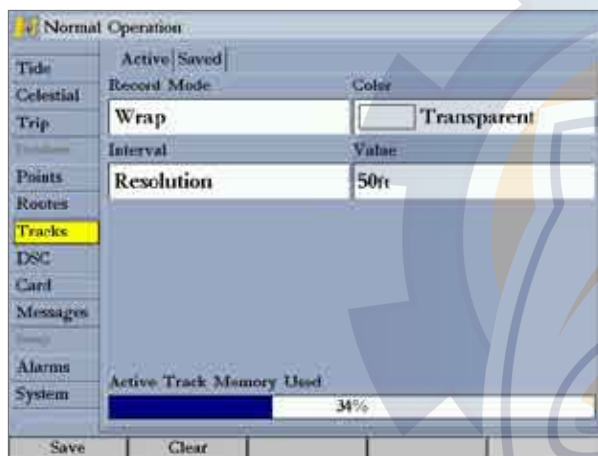 Normal Operation
Active Saved
Tide
Celestial
Trip
Points
Routes
Tracks
DSC
Card
Messages
Alarms
System
Record Mode
Color
Wrap
Transparent
Interval
Value
Resolution
50ft
Active Track Memory Used
34%
Save Clear